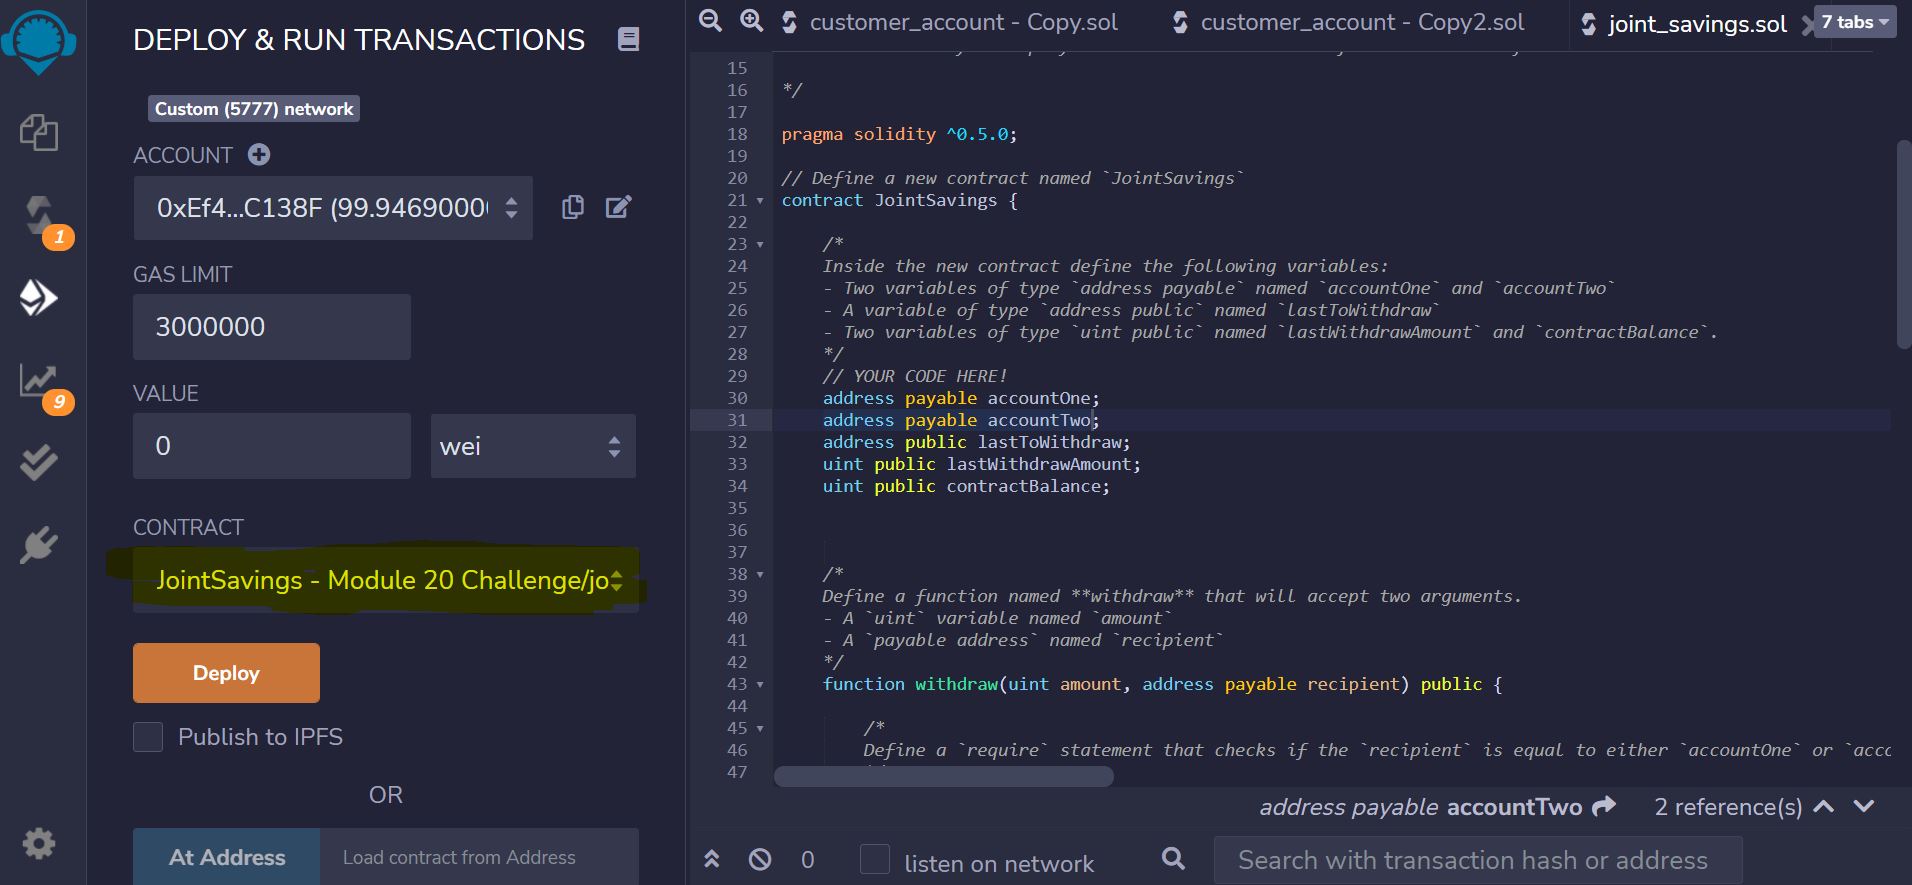 DEPLOY & RUN TRANSACTIONS
Custom (5777) network
ACCOUNT
0xEf4...C138F (99.94690000
GAS LIMIT
3000000
VALUE
0
wei
CONTRACT
JointSavings - Module 20 Challenge/jo
Deploy
Publish to IPFS
OR
At Address
Load contract from Address
1
9
customer_account - Copy.sol
customer_account - Copy2.sol
joint_savings.sol
7 tabs
15
16 */
17
18 pragma solidity ^0.5.0;
19
20 // Define a new contract named `JointSavings`
21 contract JointSavings {
22
23 /*
24 Inside the new contract define the following variables:
25 - Two variables of type `address payable` named `accountOne` and `accountTwo`
26 - A variable of type `address public` named `lastToWithdraw`
27 - Two variables of type `uint public` named `lastWithdrawAmount` and `contractBalance`.
28 */
29 // YOUR CODE HERE!
30 address payable accountOne;
31 address payable accountTwo;
32 address public lastToWithdraw;
33 uint public lastWithdrawAmount;
34 uint public contractBalance;
35
36
37
38 /*
39 Define a function named **withdraw** that will accept two arguments.
40 - A `uint` variable named `amount`
41 - A `payable address` named `recipient`
42 */
43 function withdraw(uint amount, address payable recipient) public {
44
45 /*
46 Define a `require` statement that checks if the `recipient` is equal to either `accountOne` or `acco
47
address payable accountTwo
2 reference(s)
0
listen on network
Search with transaction hash or address